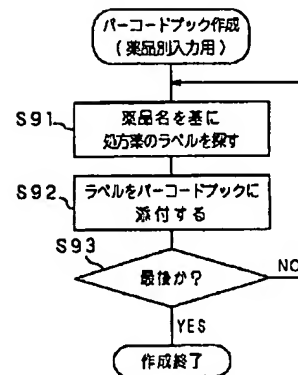 バーコードブック作成
(薬品別入力用)
S91
薬品名を基に
処方薬のラベルを探す
S92
ラベルをバーコードブックに
添付する
S93
最後か?
NO
YES
作成終了